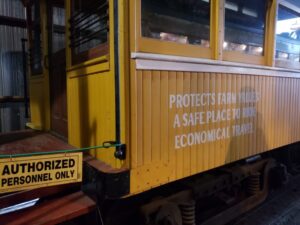 PROTECTS FARM
A SAFE PLACE TO
ECONOMICAL TRAVEL
AUTHORIZED
PERSONNEL ONLY